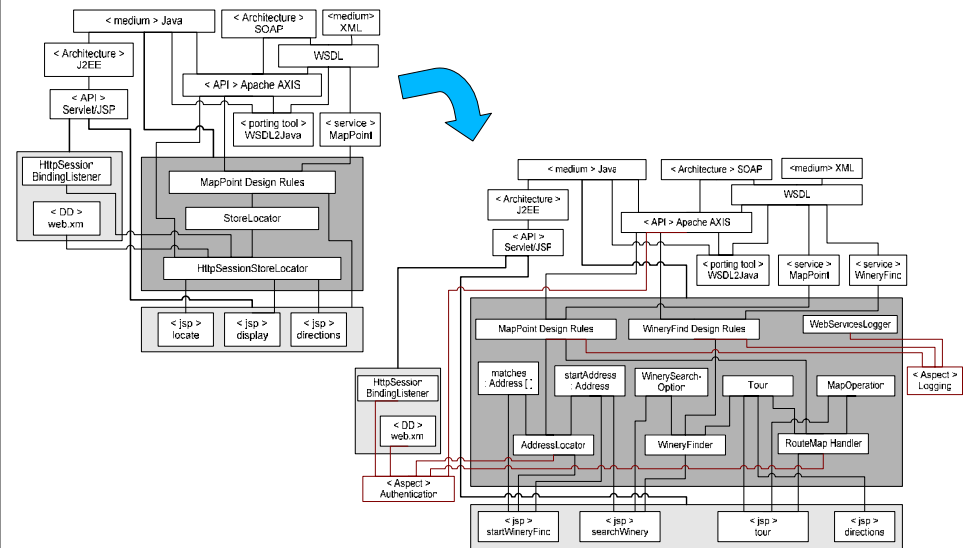 < medium > Java
< Architecture >
SOAP
<medium>
XML
< Architecture >
J2EE
WSDL
< API > Apache AXIS
< API >
Servlet/JSP
< porting tool >
WSDL2Java
< service >
MapPoint
HttpSession
BindingListener
MapPoint Design Rules
< DD >
web.xm
StoreLocator
HttpSessionStoreLocator
< jsp >
locate
< jsp >
display
< jsp >
directions
< medium > Java
< Architecture > SOAP
<medium> XML
< Architecture >
J2EE
WSDL
< API > Apache AXIS
< API >
Servlet/JSP
< porting tool >
WSDL2Java
< service >
MapPoint
< service >
WineryFinc
MapPoint Design Rules
WineryFind Design Rules
WebServicesLogger
HttpSession
BindingListener
matches
: Address [ ]
startAddress
: Address
WinerySearch-
Option
Tour
MapOperation
< Aspect >
Logging
< DD >
web.xm
AddressLocator
WineryFinder
RouteMap Handler
< Aspect >
Authentication
< jsp >
startWineryFinc
< jsp >
searchWinery
< jsp >
tour
< jsp >
directions